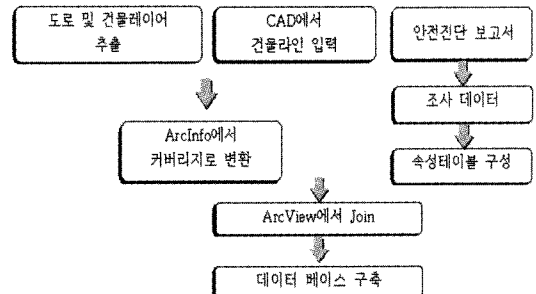 도로 및 건물레이어
추출
CAD에서
건물라인 입력
안전진단 보고서
조사 데이터
ArcInfo에서
커버리지로 변환
속성테이블 구성
ArcView에서 Join
데이터 베이스 구축